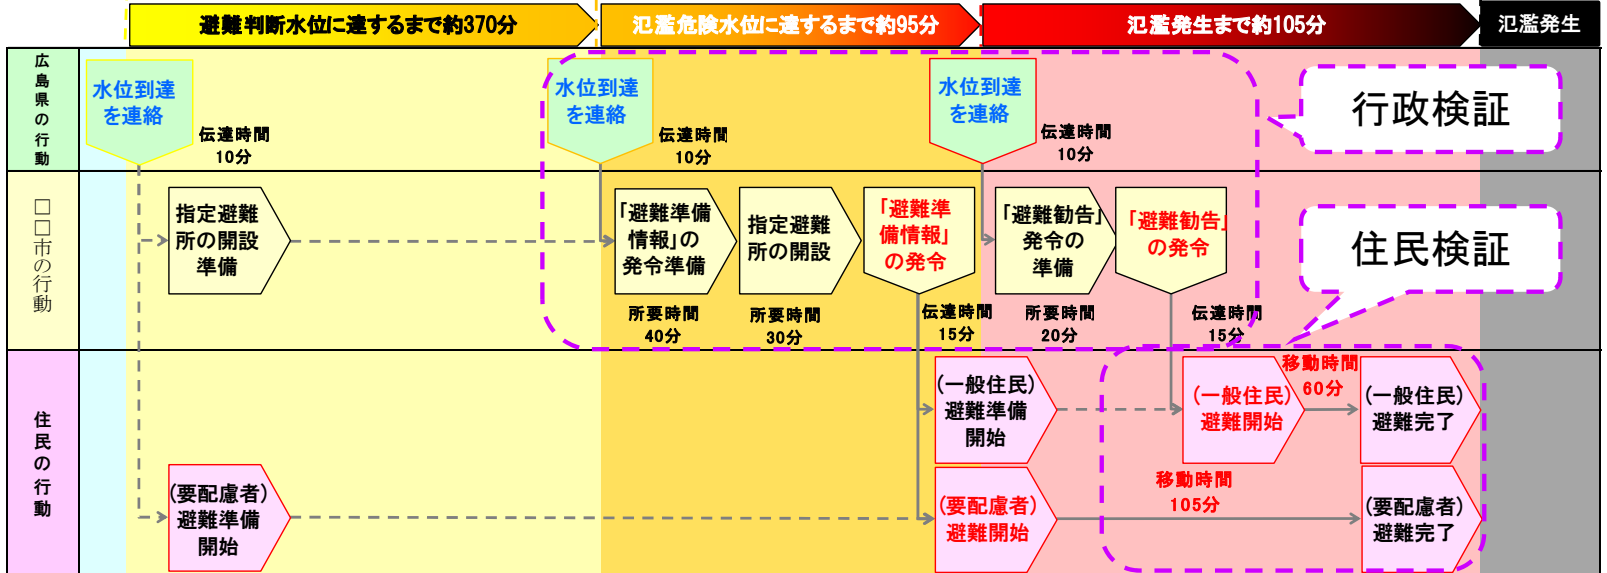 避難判断水位に達するまで約370分
氾濫危険水位に達するまで約95分
氾濫発生まで約105分
氾濫発生
広島県の行動
水位到達
を連絡
伝達時間
10分
水位到達
を連絡
伝達時間
10分
水位到達
を連絡
伝達時間
10分
行政検証
□□市の行動
指定避難
所の開設
準備
「避難準備
情報」の
発令準備
所要時間
40分
指定避難
所の開設
所要時間
30分
「避難準
備情報」
の発令
伝達時間
15分
「避難勧告」
発令の
準備
所要時間
20分
「避難勧告」
の発令
伝達時間
15分
住民検証
住民の行動
(一般住民)
避難準備
開始
(一般住民)
避難開始
移動時間
60分
(一般住民)
避難完了
(要配慮者)
避難準備
開始
(要配慮者)
避難開始
移動時間
105分
(要配慮者)
避難完了